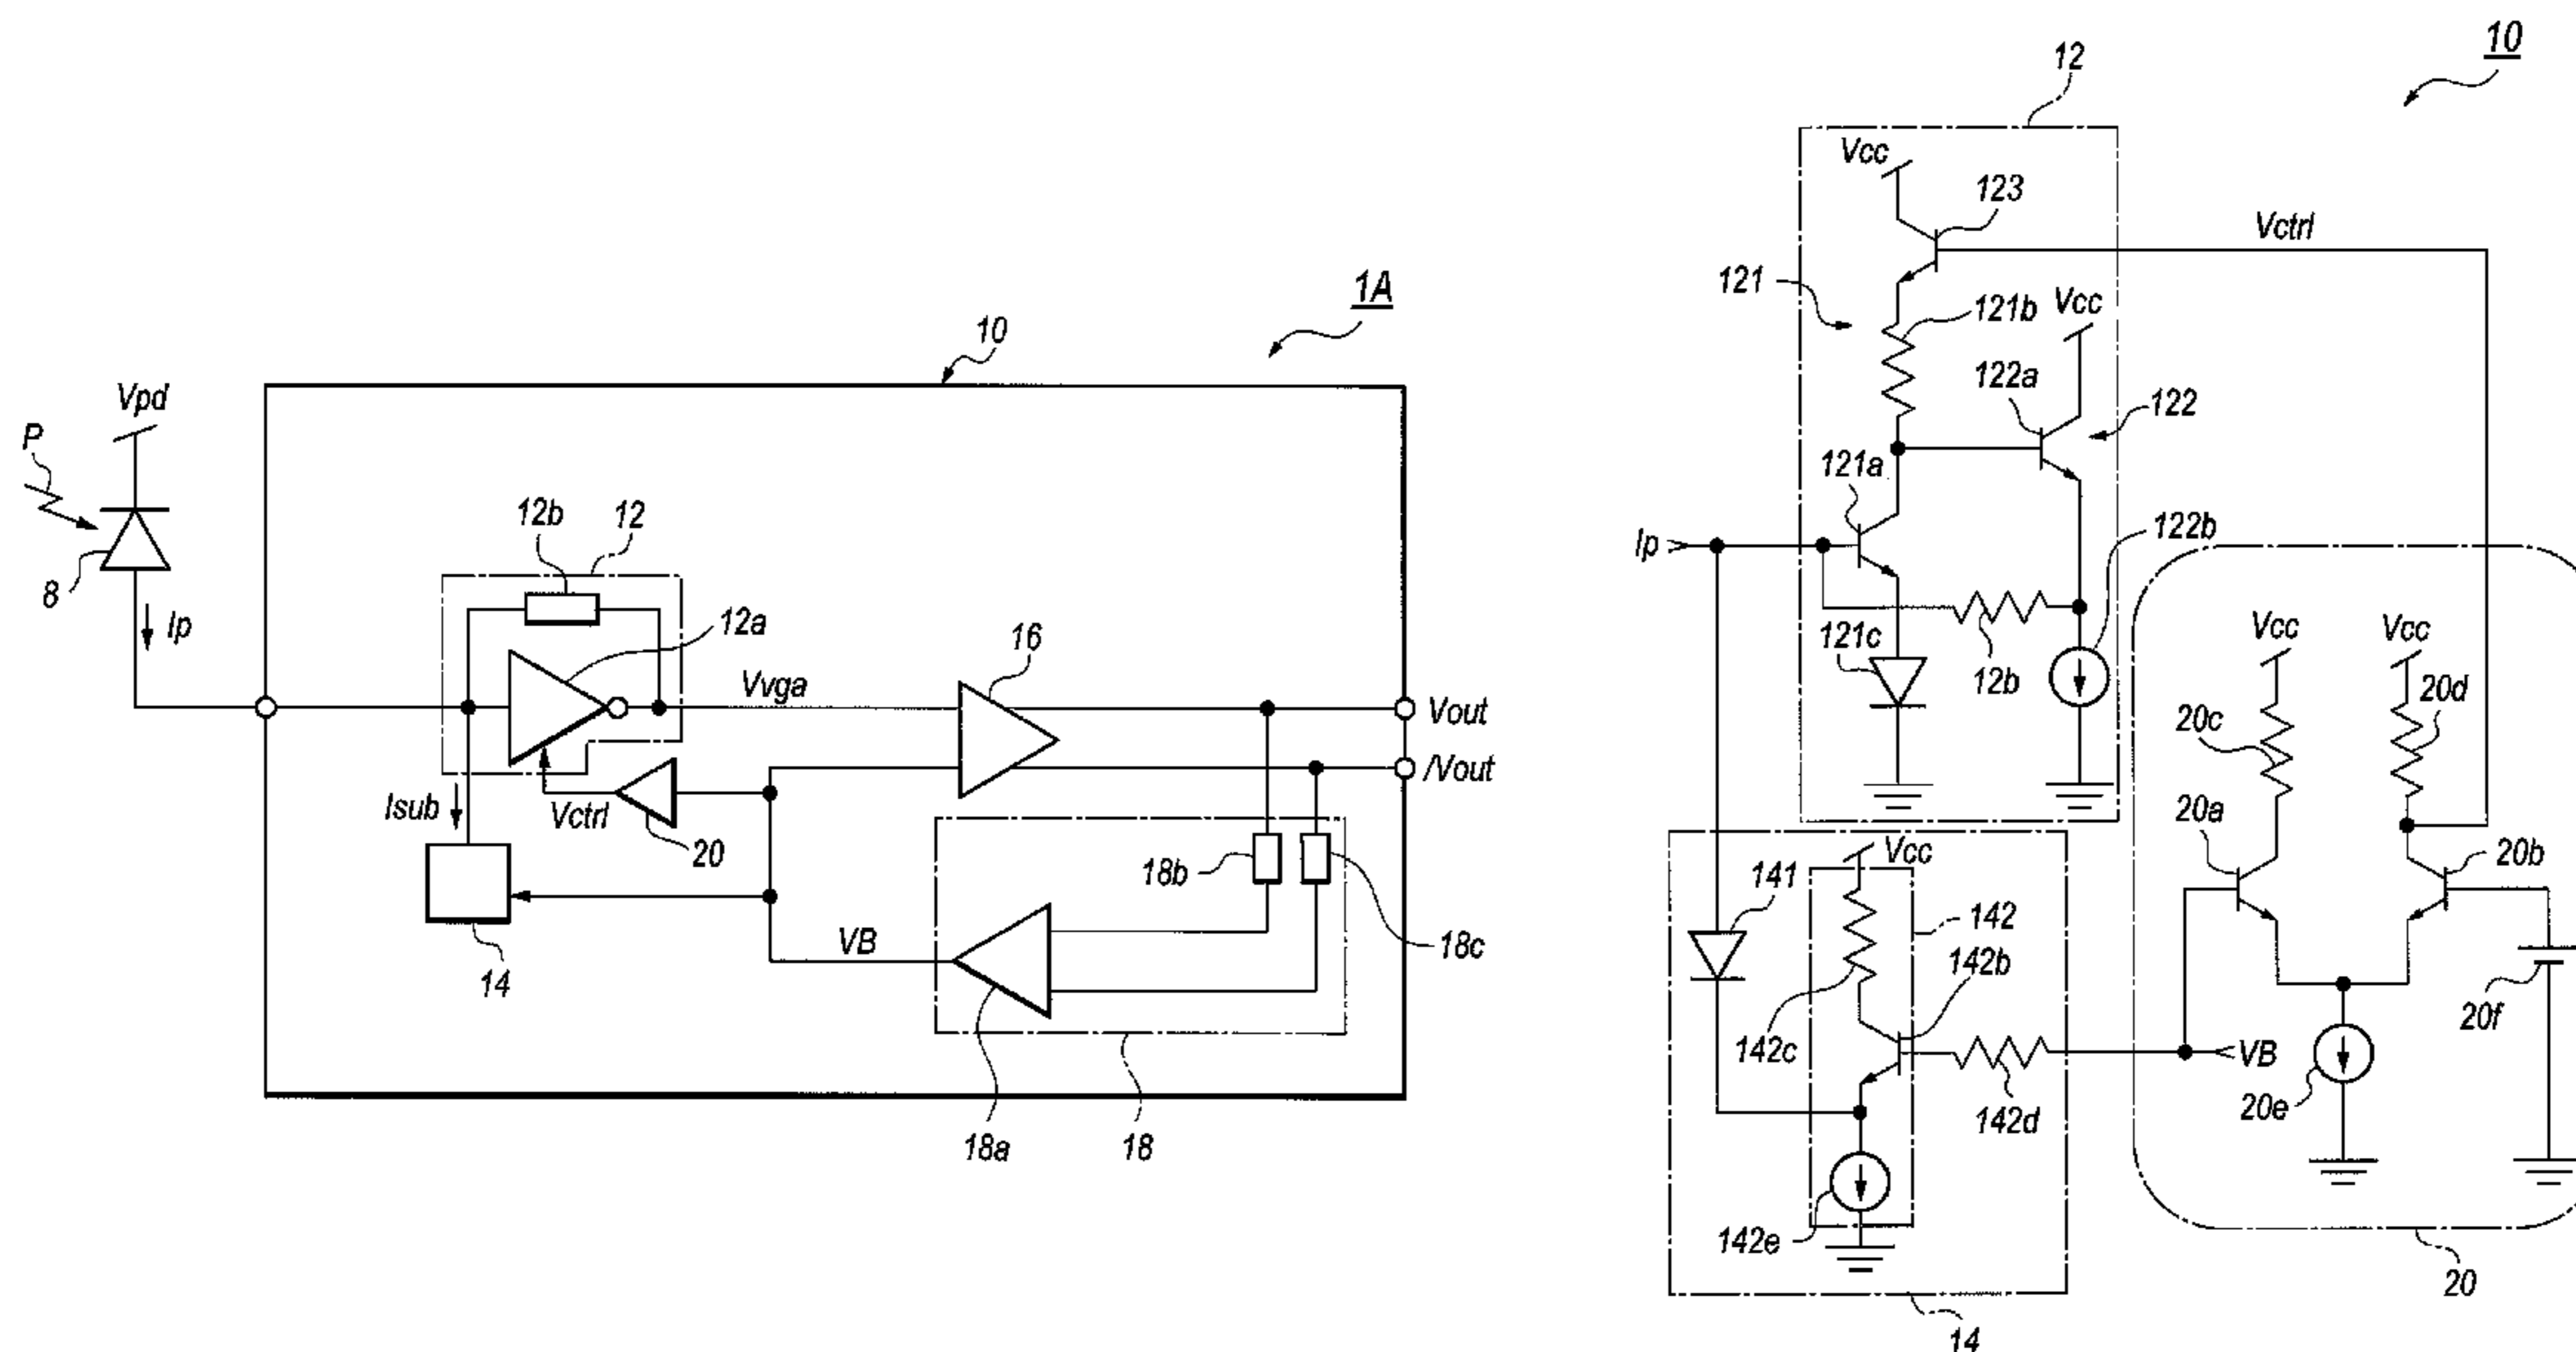 1A
10
Vpd
P
8
Ip
12b
12
12a
16
Vvga
Vout
/Vout
Isub
Vctrl
20
18b
18c
14
VB
18a
18
10
12
Vcc
123
Vctrl
121
121b
Vcc
122a
122
121a
122b
Ip
121c
12b
Vcc
Vcc
20c
20d
20a
20b
Vcc
141
142
142b
142c
142d
VB
20e
20f
142e
20
14